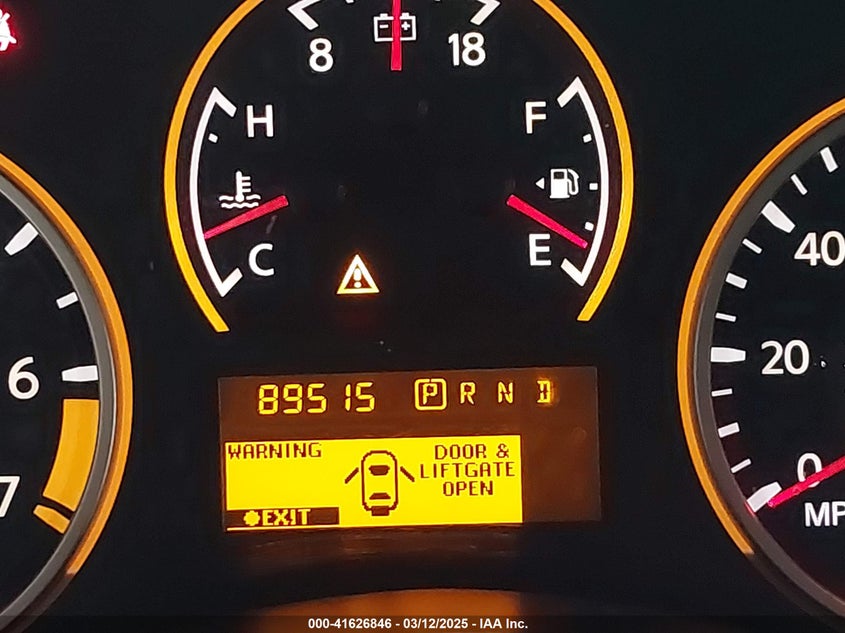 8 18
H F
C E
40
20
0
MP
6
7
89515 P R N D
WARNING
DOOR &
LIFTGATE
OPEN
EXIT
000-41626846 - 03/12/2025 - IAA Inc.